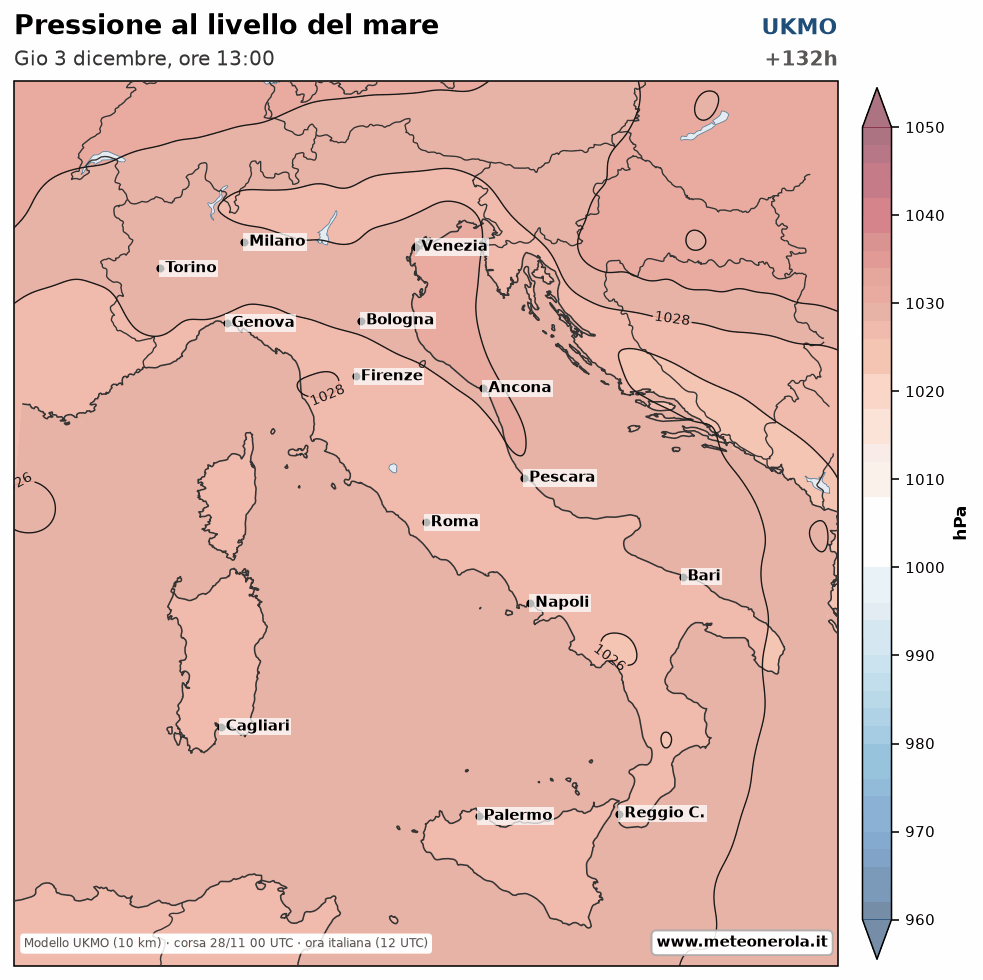 Pressione al livello del mare
UKMO
Gio 3 dicembre, ore 13:00
+132h
1050
1040
1030
1020
1010
1000
990
980
970
960
hPa
Milano
Venezia
Torino
Genova
Bologna
1028
Firenze
Ancona
1028
Pescara
26
Roma
Bari
Napoli
1026
Cagliari
Palermo
Reggio C.
Modello UKMO (10 km) · corsa 28/11 00 UTC · ora italiana (12 UTC)
www.meteonerola.it